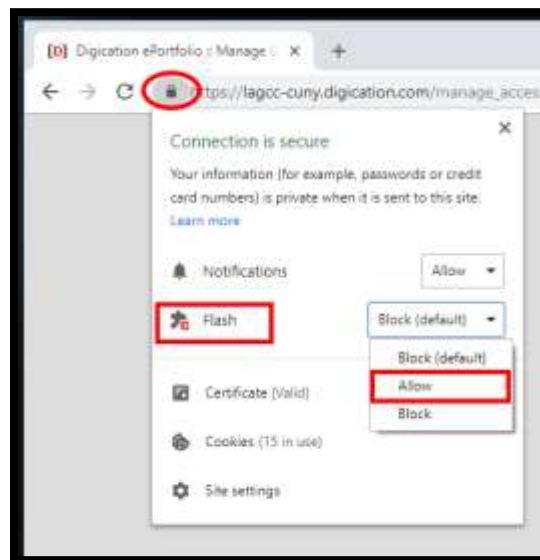 [D] Digication ePortfolio :: Manage
https://lagcc-cuny.digication.com/manage_acces
Connection is secure
Your information (for example, passwords or credit
card numbers) is private when it is sent to this site.
Learn more
Notifications Allow
Flash Block (default)
Block (default)
Allow
Block
Certificate (Valid)
Cookies (15 in use)
Site settings